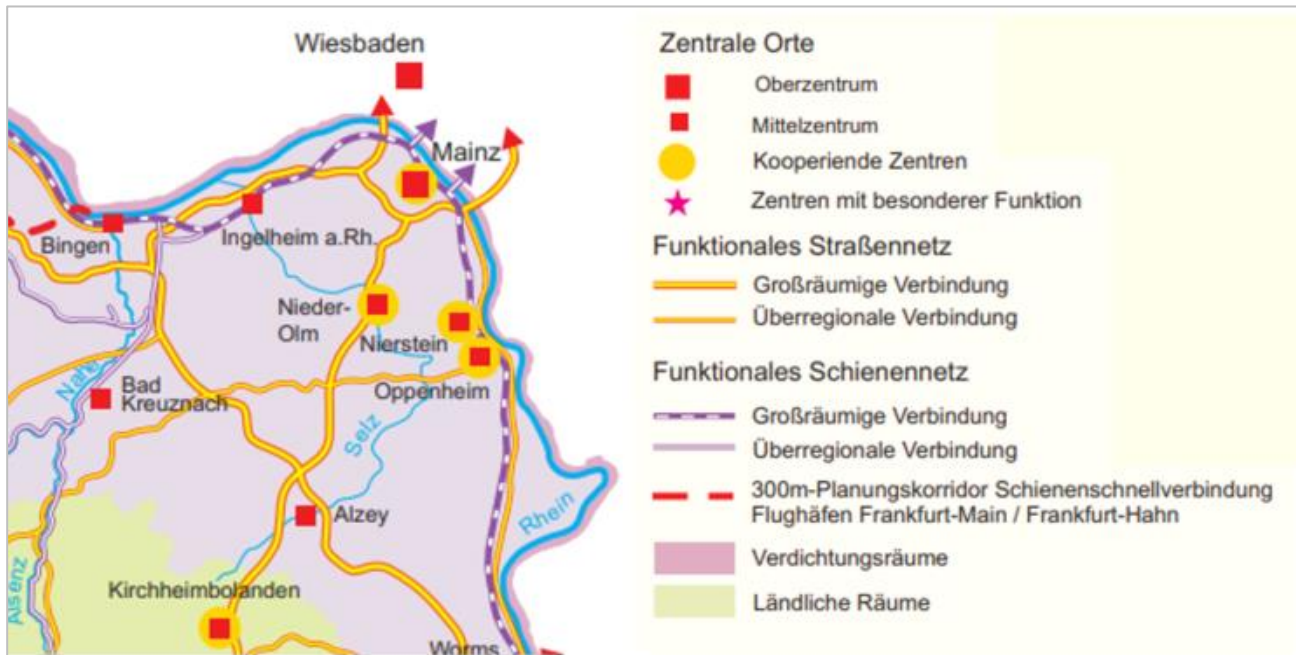 Wiesbaden
Mainz
Bingen
Ingelheim a.Rh.
Nieder-
Olm
Nierstein
Oppenheim
Nahe
Bad
Kreuznach
Selz
Alzey
Rhein
Kirchheimbolanden
Alsenz
Worms
Zentrale Orte
Oberzentrum
Mittelzentrum
Kooperiende Zentren
Zentren mit besonderer Funktion
Funktionales Straßennetz
Großräumige Verbindung
Überregionale Verbindung
Funktionales Schienennetz
Großräumige Verbindung
Überregionale Verbindung
300m-Planungskorridor Schienenschnellverbindung
Flughäfen Frankfurt-Main / Frankfurt-Hahn
Verdichtungsräume
Ländliche Räume